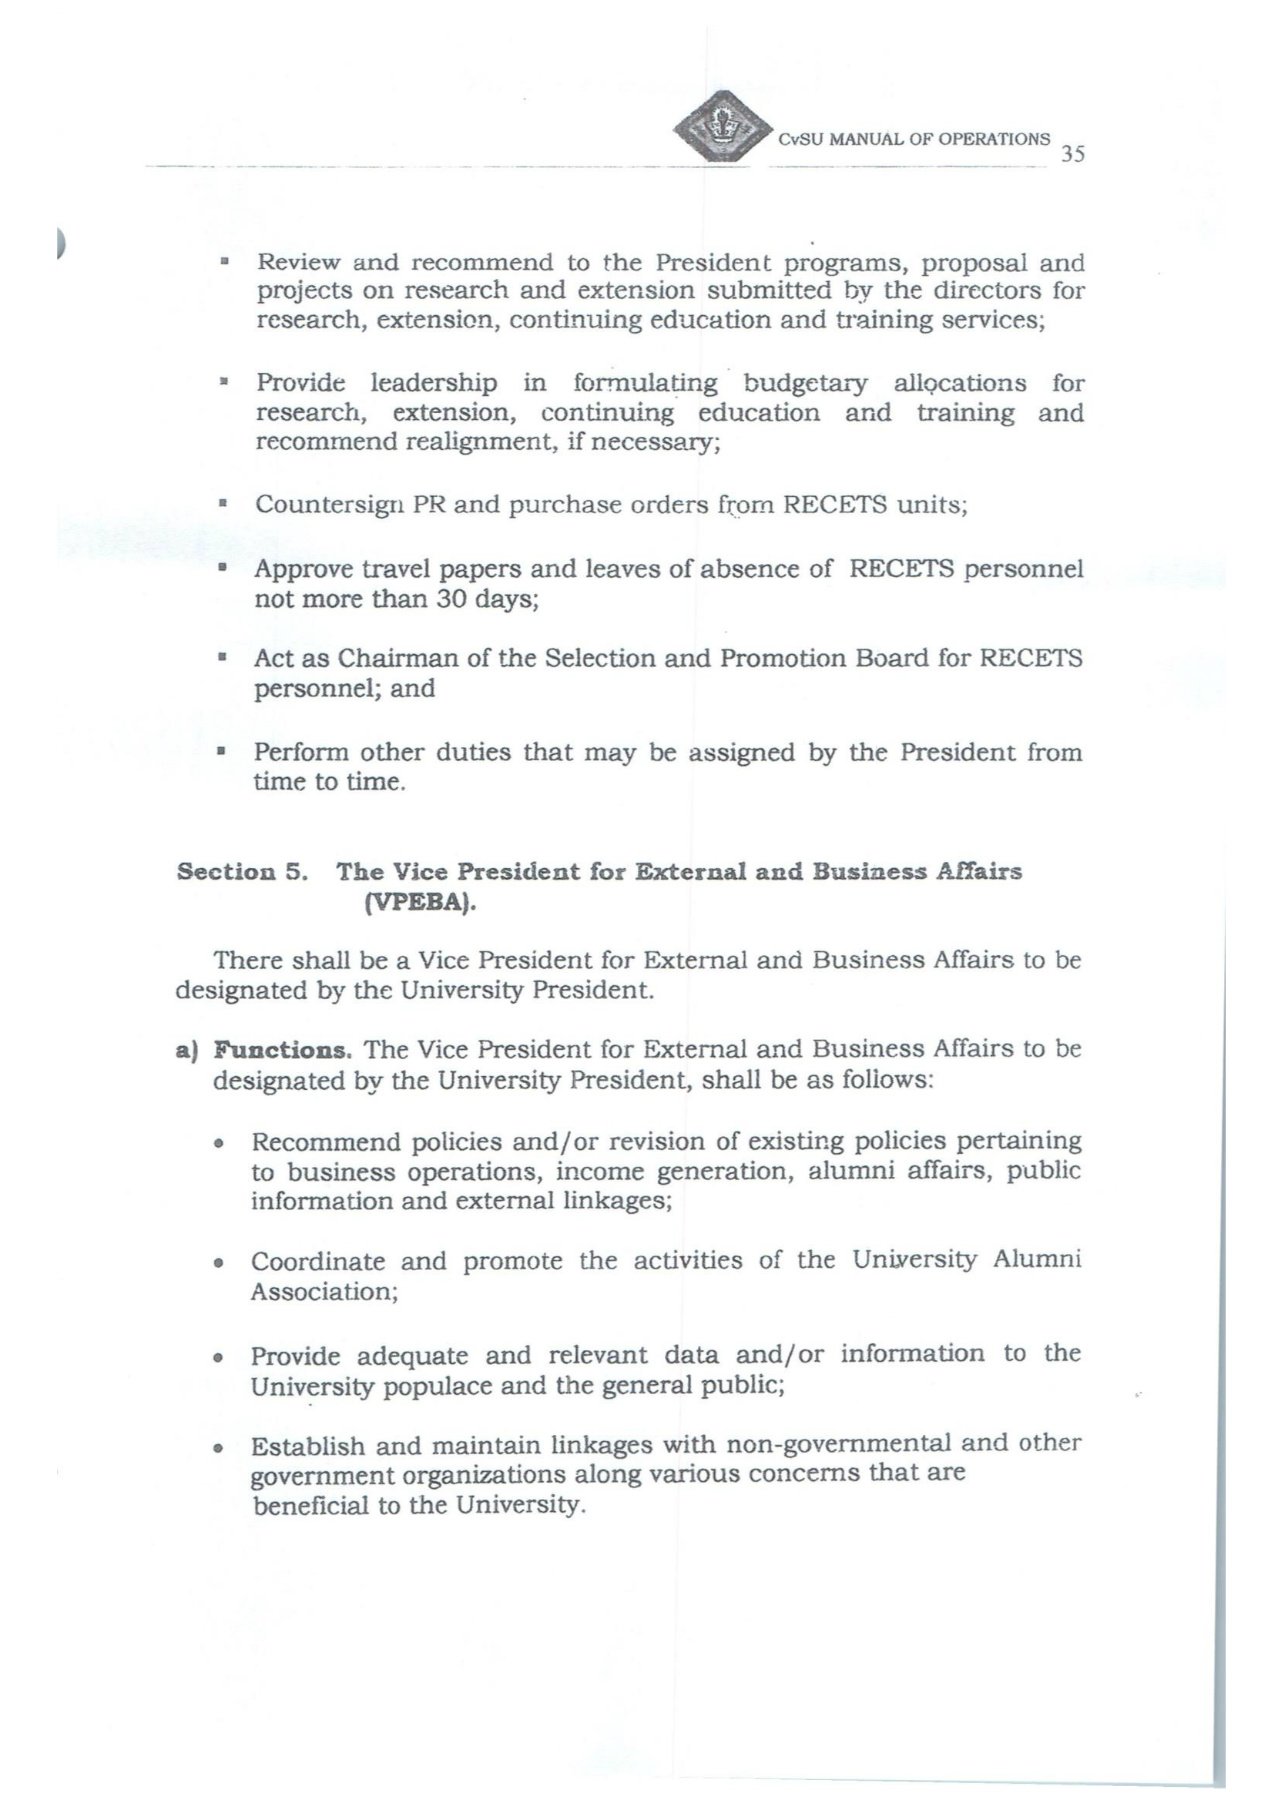 CvSU MANUAL OF OPERATIONS 35
▪ Review and recommend to the President programs, proposal and
projects on research and extension submitted by the directors for
research, extension, continuing education and training services;
▪ Provide leadership in formulating budgetary allocations for
research, extension, continuing education and training and
recommend realignment, if necessary;
▪ Countersign PR and purchase orders from RECETS units;
▪ Approve travel papers and leaves of absence of RECETS personnel
not more than 30 days;
▪ Act as Chairman of the Selection and Promotion Board for RECETS
personnel; and
▪ Perform other duties that may be assigned by the President from
time to time.
Section 5. The Vice President for External and Business Affairs
(VPEBA).
There shall be a Vice President for External and Business Affairs to be
designated by the University President.
a) Functions. The Vice President for External and Business Affairs to be
designated by the University President, shall be as follows:
• Recommend policies and/or revision of existing policies pertaining
to business operations, income generation, alumni affairs, public
information and external linkages;
• Coordinate and promote the activities of the University Alumni
Association;
• Provide adequate and relevant data and/or information to the
University populace and the general public;
• Establish and maintain linkages with non-governmental and other
government organizations along various concerns that are
beneficial to the University.